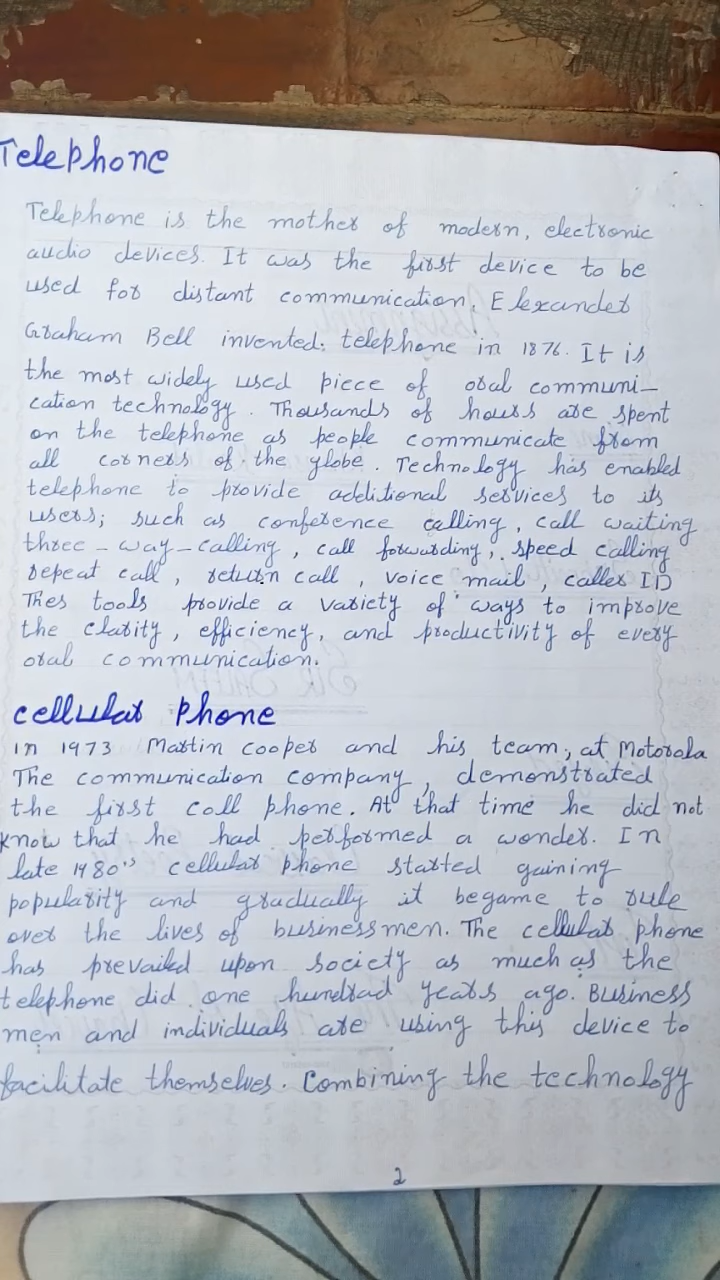 Telephone
Telephone is the mother of modern, electronic
audio devices. It was the first device to be
used for distant communication. Elexander
Graham Bell invented telephone in 1876. It is
the most widely used piece of oral communi-
cation technology. Thousands of hours are spent
on the telephone as people communicate from
all corners of the globe. Technology has enabled
telephone to provide additional services to its
users; such as conference calling, call waiting
three-way-calling, call forwarding, speed calling
repeat call, return call, voice mail, caller ID
Thes tools provide a variety of ways to improve
the clarity, efficiency, and productivity of every
oral communication.
cellular phone
in 1973 Martin cooper and his team, at Motorola
The communication company, demonstrated
the first coll phone. At that time he did not
know that he had performed a wonder. In
late 1980's cellular phone started gaining
popularity and gradually it begame to rule
over the lives of businessmen. The cellular phone
has prevailed upon society as much as the
telephone did one hundrad years ago. Business
men and individuals are using this device to
facilitate themselves. Combining the technology
2